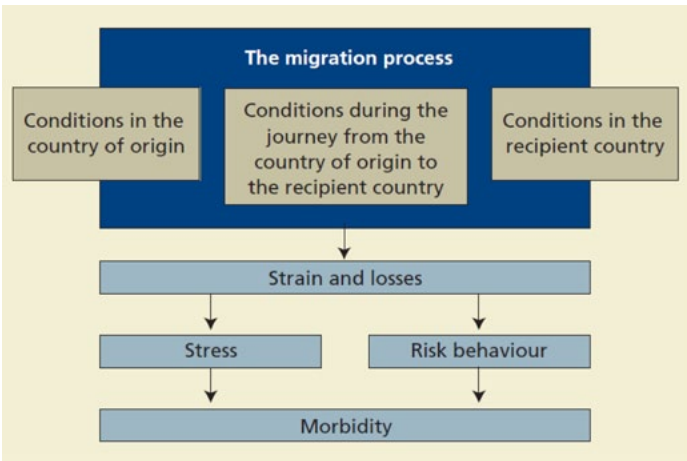 The migration process
Conditions in the
country of origin
Conditions during the
journey from the
country of origin to
the recipient country
Conditions in the
recipient country
Strain and losses
Stress
Risk behaviour
Morbidity